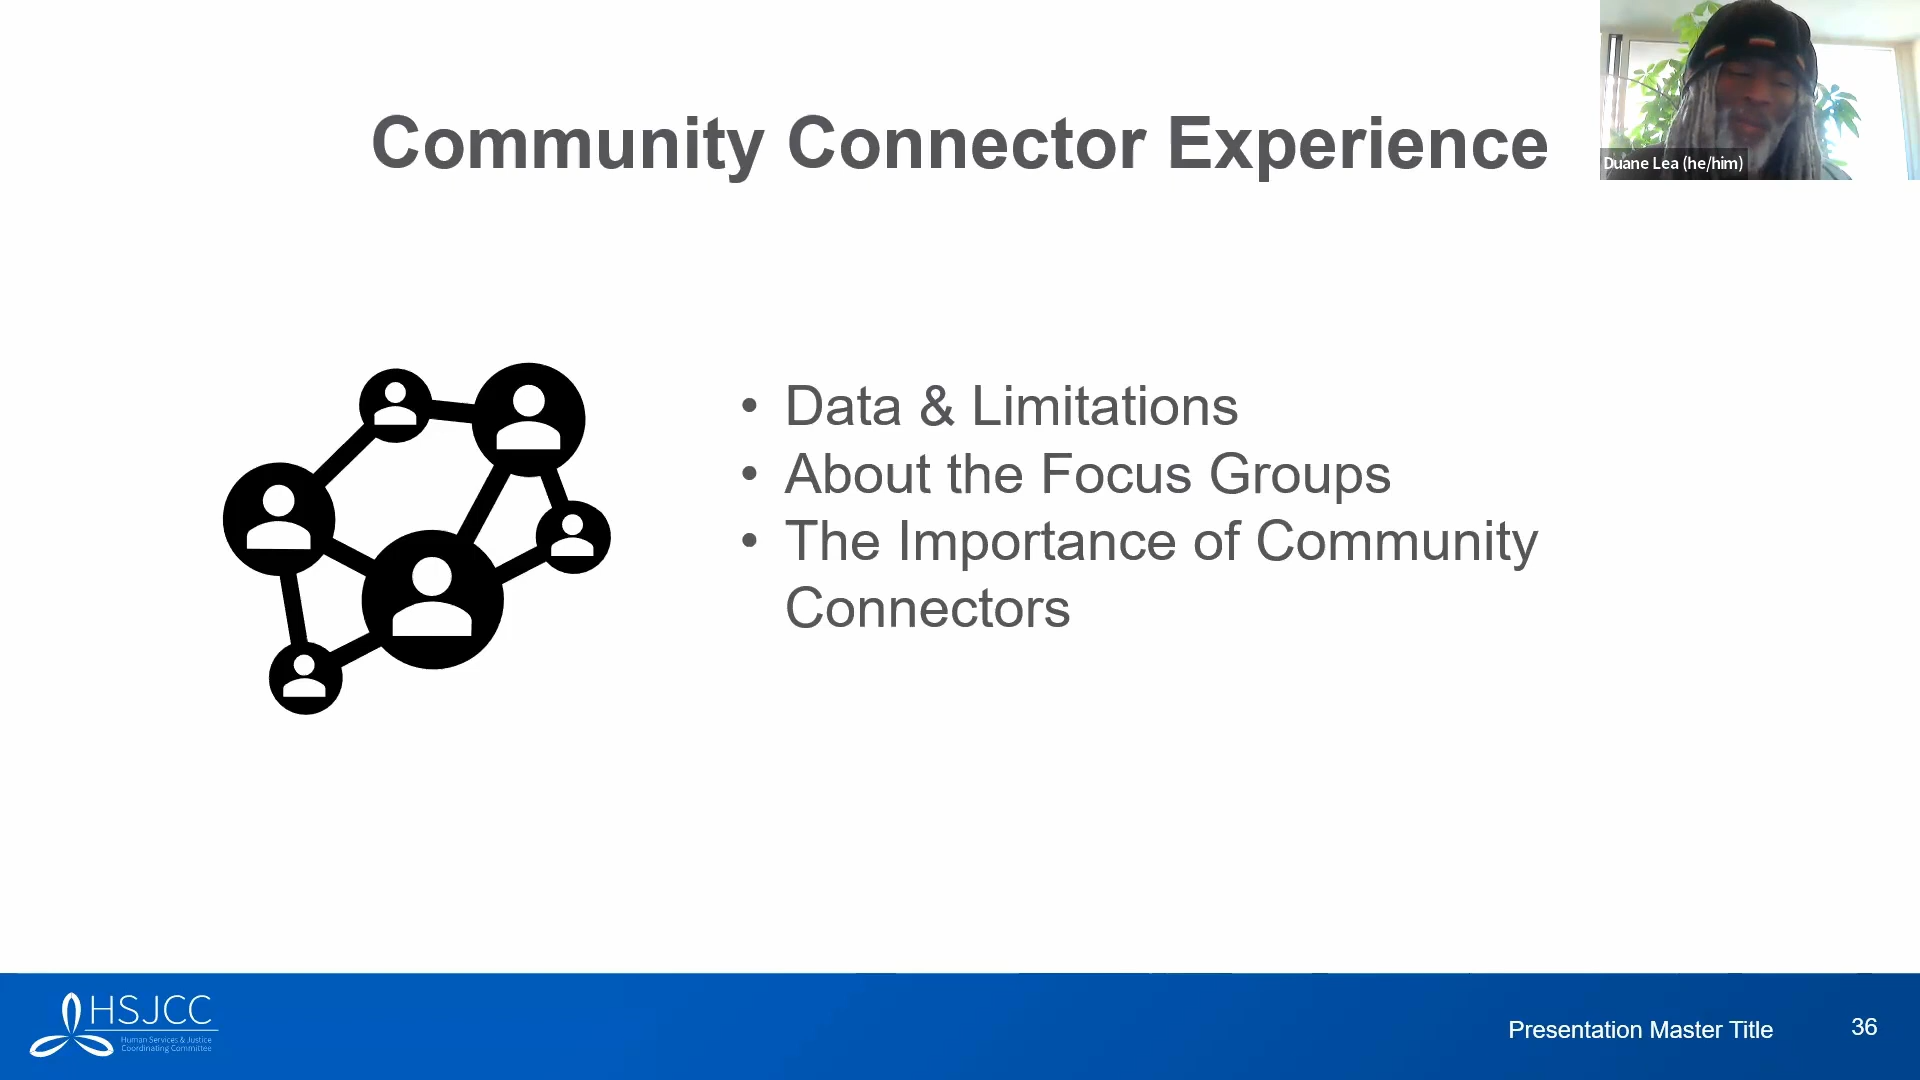 Community Connector Experience
Duane Lea (he/him)
• Data & Limitations
• About the Focus Groups
• The Importance of Community
Connectors
HSJCC
Human Services & Justice
Coordinating Committee
Presentation Master Title
36